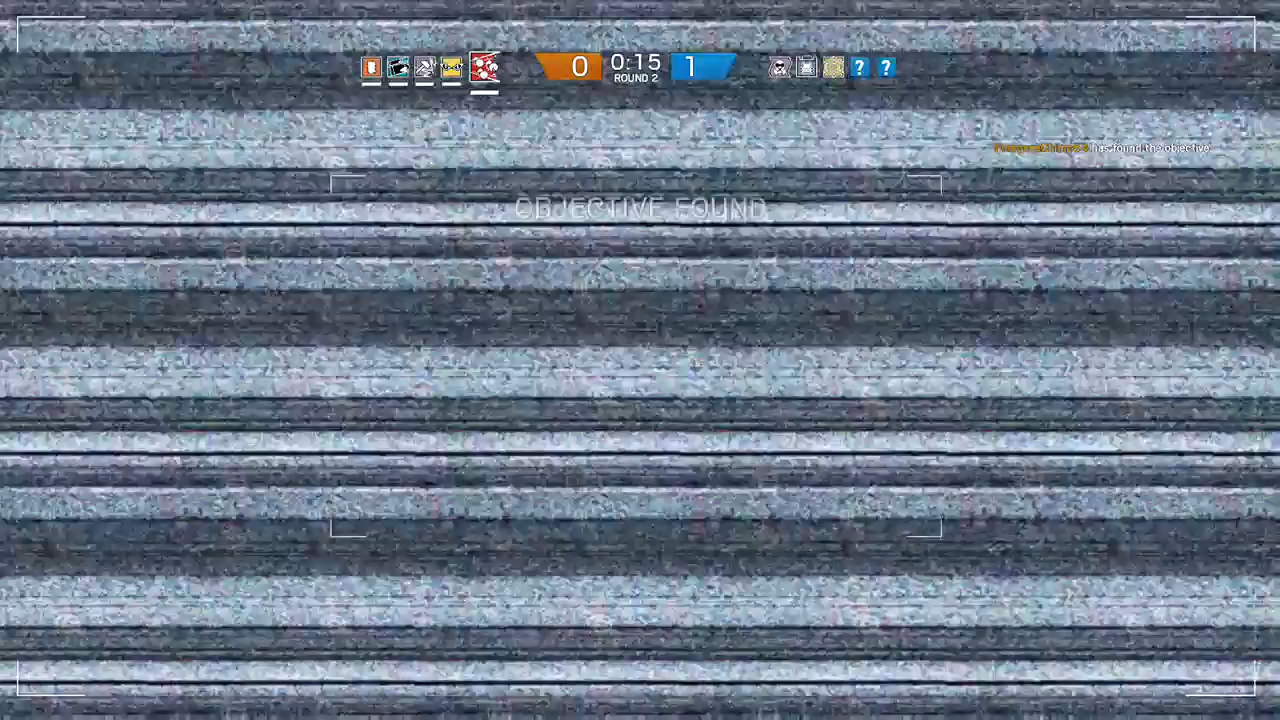 0 0:15 1 ? ?
ROUND 2
has found the objective
OBJECTIVE FOUND